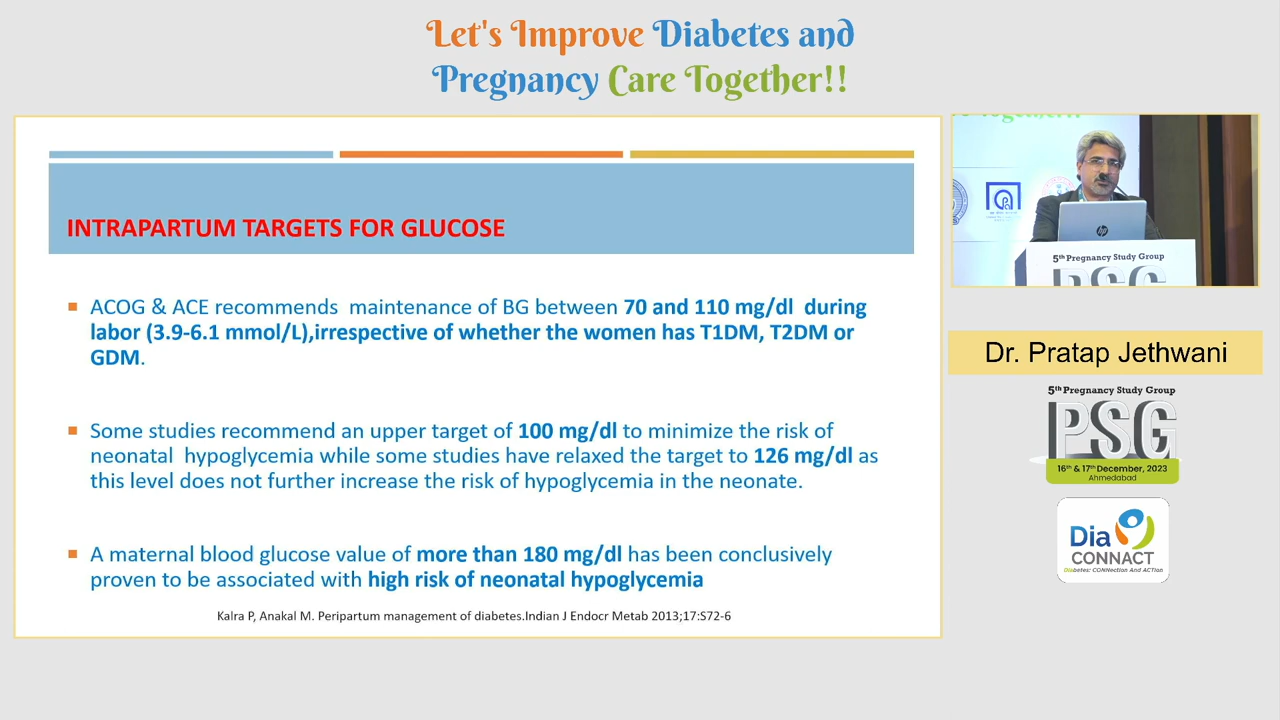 Let's Improve Diabetes and
Pregnancy Care Together!!
INTRAPARTUM TARGETS FOR GLUCOSE
ACOG & ACE recommends maintenance of BG between 70 and 110 mg/dl during
labor (3.9-6.1 mmol/L),irrespective of whether the women has T1DM, T2DM or
GDM.
Some studies recommend an upper target of 100 mg/dl to minimize the risk of
neonatal hypoglycemia while some studies have relaxed the target to 126 mg/dl as
this level does not further increase the risk of hypoglycemia in the neonate.
A maternal blood glucose value of more than 180 mg/dl has been conclusively
proven to be associated with high risk of neonatal hypoglycemia
Kalra P, Anakal M. Peripartum management of diabetes.Indian J Endocr Metab 2013;17:S72-6
hp
5th Pregnancy Study Group
PSG
Dr. Pratap Jethwani
5th Pregnancy Study Group
PSG
16th & 17th December, 2023
Ahmedabad
Dia
CONNACT
Diabetes: CONNection And ACTion